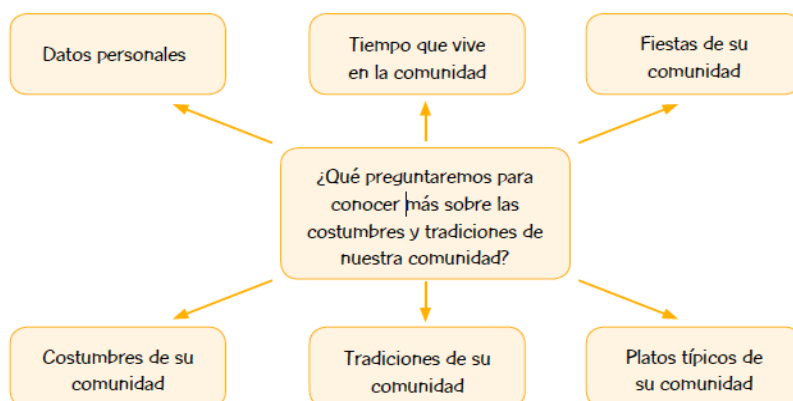 Datos personales
Tiempo que vive
en la comunidad
Fiestas de su
comunidad
¿Qué preguntaremos para
conocer más sobre las
costumbres y tradiciones de
nuestra comunidad?
Costumbres de su
comunidad
Tradiciones de su
comunidad
Platos típicos de
su comunidad